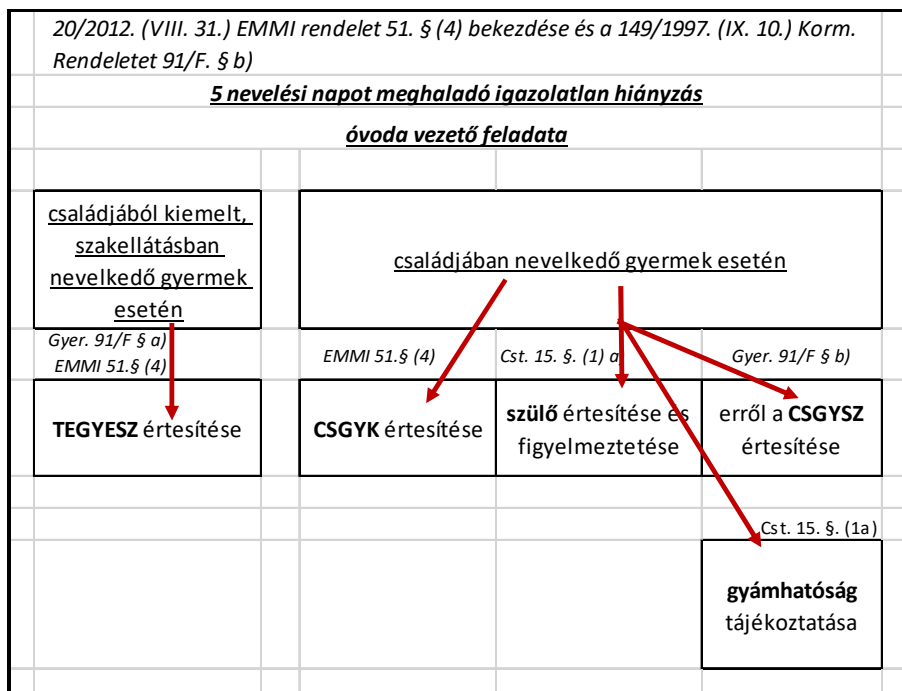 20/2012. (VIII. 31.) EMMI rendelet 51. § (4) bekezdése és a 149/1997. (IX. 10.) Korm.
Rendeletet 91/F. § b)
5 nevelési napot meghaladó igazolatlan hiányzás
óvoda vezető feladata
családjából kiemelt,
szakellátásban
nevelkedő gyermek
esetén
családjában nevelkedő gyermek esetén
Gyer. 91/F § a)
EMMI 51.§ (4)
EMMI 51.§ (4)
Cst. 15. §. (1) a
Gyer. 91/F § b)
TEGYESZ értesítése
CSGYK értesítése
szülő értesítése és
figyelmeztetése
erről a CSGYSZ
értesítése
Cst. 15. §. (1a)
gyámhatóság
tájékoztatása